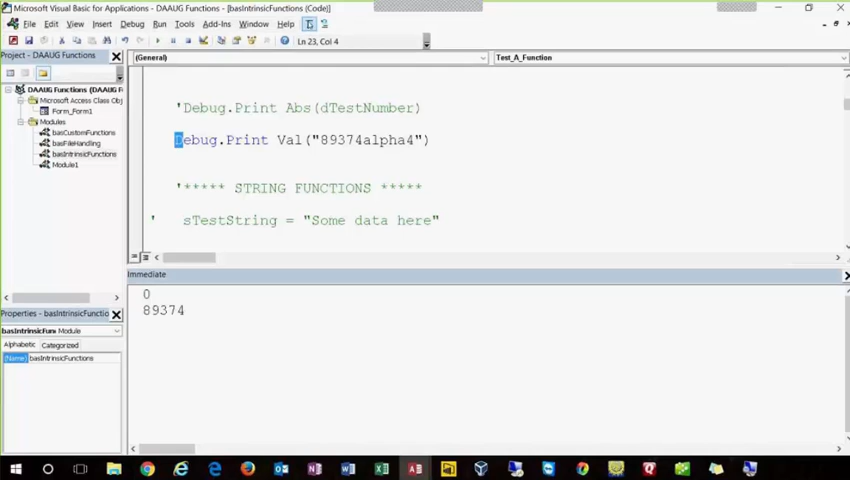 Microsoft Visual Basic for Applications - DAAUG Functions - [basIntrinsicFunctions (Code)]
File Edit View Insert Debug Run Tools Add-Ins Window Help
Ln 23, Col 4
Project - DAAUG Functions
(General)
Test_A_Function
DAAUG Functions (DAAUG F
Microsoft Access Class Obj
Form_Form1
Modules
basCustomFunctions
basFileHandling
basIntrinsicFunctions
Module1
'Debug.Print Abs(dTestNumber)
Debug.Print Val("89374alpha4")
'***** STRING FUNCTIONS *****
' sTestString = "Some data here"
Immediate
0
89374
Properties - basIntrinsicFunctio
basIntrinsicFun Module
Alphabetic Categorized
(Name) basIntrinsicFunctions